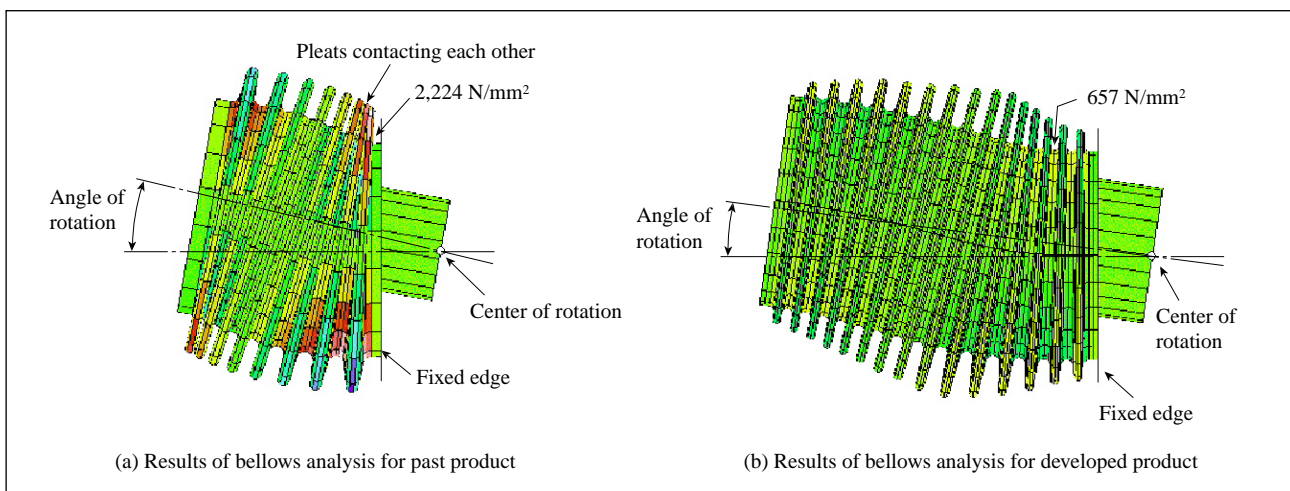 Pleats contacting each other
2,224 N/mm²
Angle of
rotation
Center of rotation
Fixed edge
(a) Results of bellows analysis for past product
657 N/mm²
Angle of
rotation
Center of
rotation
Fixed edge
(b) Results of bellows analysis for developed product